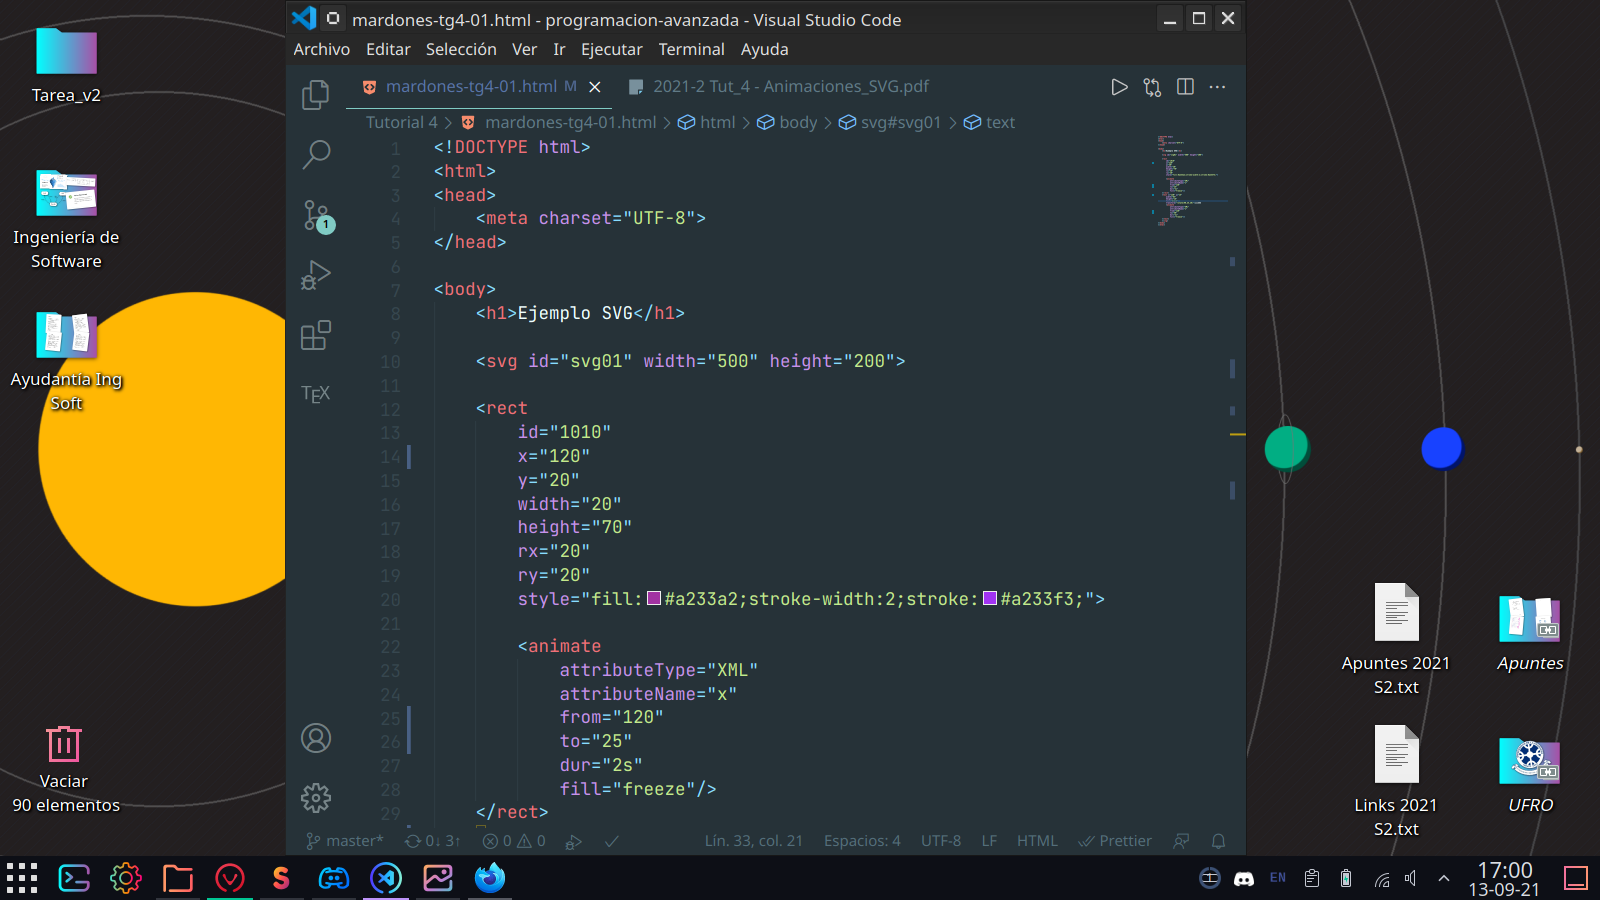 mardones-tg4-01.html - programacion-avanzada - Visual Studio Code
Archivo Editar Selección Ver Ir Ejecutar Terminal Ayuda
mardones-tg4-01.html M
2021-2 Tut_4 - Animaciones_SVG.pdf
Tutorial 4 > mardones-tg4-01.html > html > body > svg#svg01 > text
1 <!DOCTYPE html>
2 <html>
3 <head>
4 <meta charset="UTF-8">
5 </head>
6
7 <body>
8 <h1>Ejemplo SVG</h1>
9
10 <svg id="svg01" width="500" height="200">
11
12 <rect
13 id="1010"
14 x="120"
15 y="20"
16 width="20"
17 height="70"
18 rx="20"
19 ry="20"
20 style="fill:#a233a2;stroke-width:2;stroke:#a233f3;">
21
22 <animate
23 attributeType="XML"
24 attributeName="x"
25 from="120"
26 to="25"
27 dur="2s"
28 fill="freeze"/>
29 </rect>
1
TEX
master* 0↓ 3↑ 0 0 Lín. 33, col. 21 Espacios: 4 UTF-8 LF HTML Prettier
Tarea_v2
Ingeniería de
Software
Ayudantía Ing
Soft
Vaciar
90 elementos
Apuntes 2021
S2.txt
Apuntes
Links 2021
S2.txt
UFRO
S
EN
17:00
13-09-21